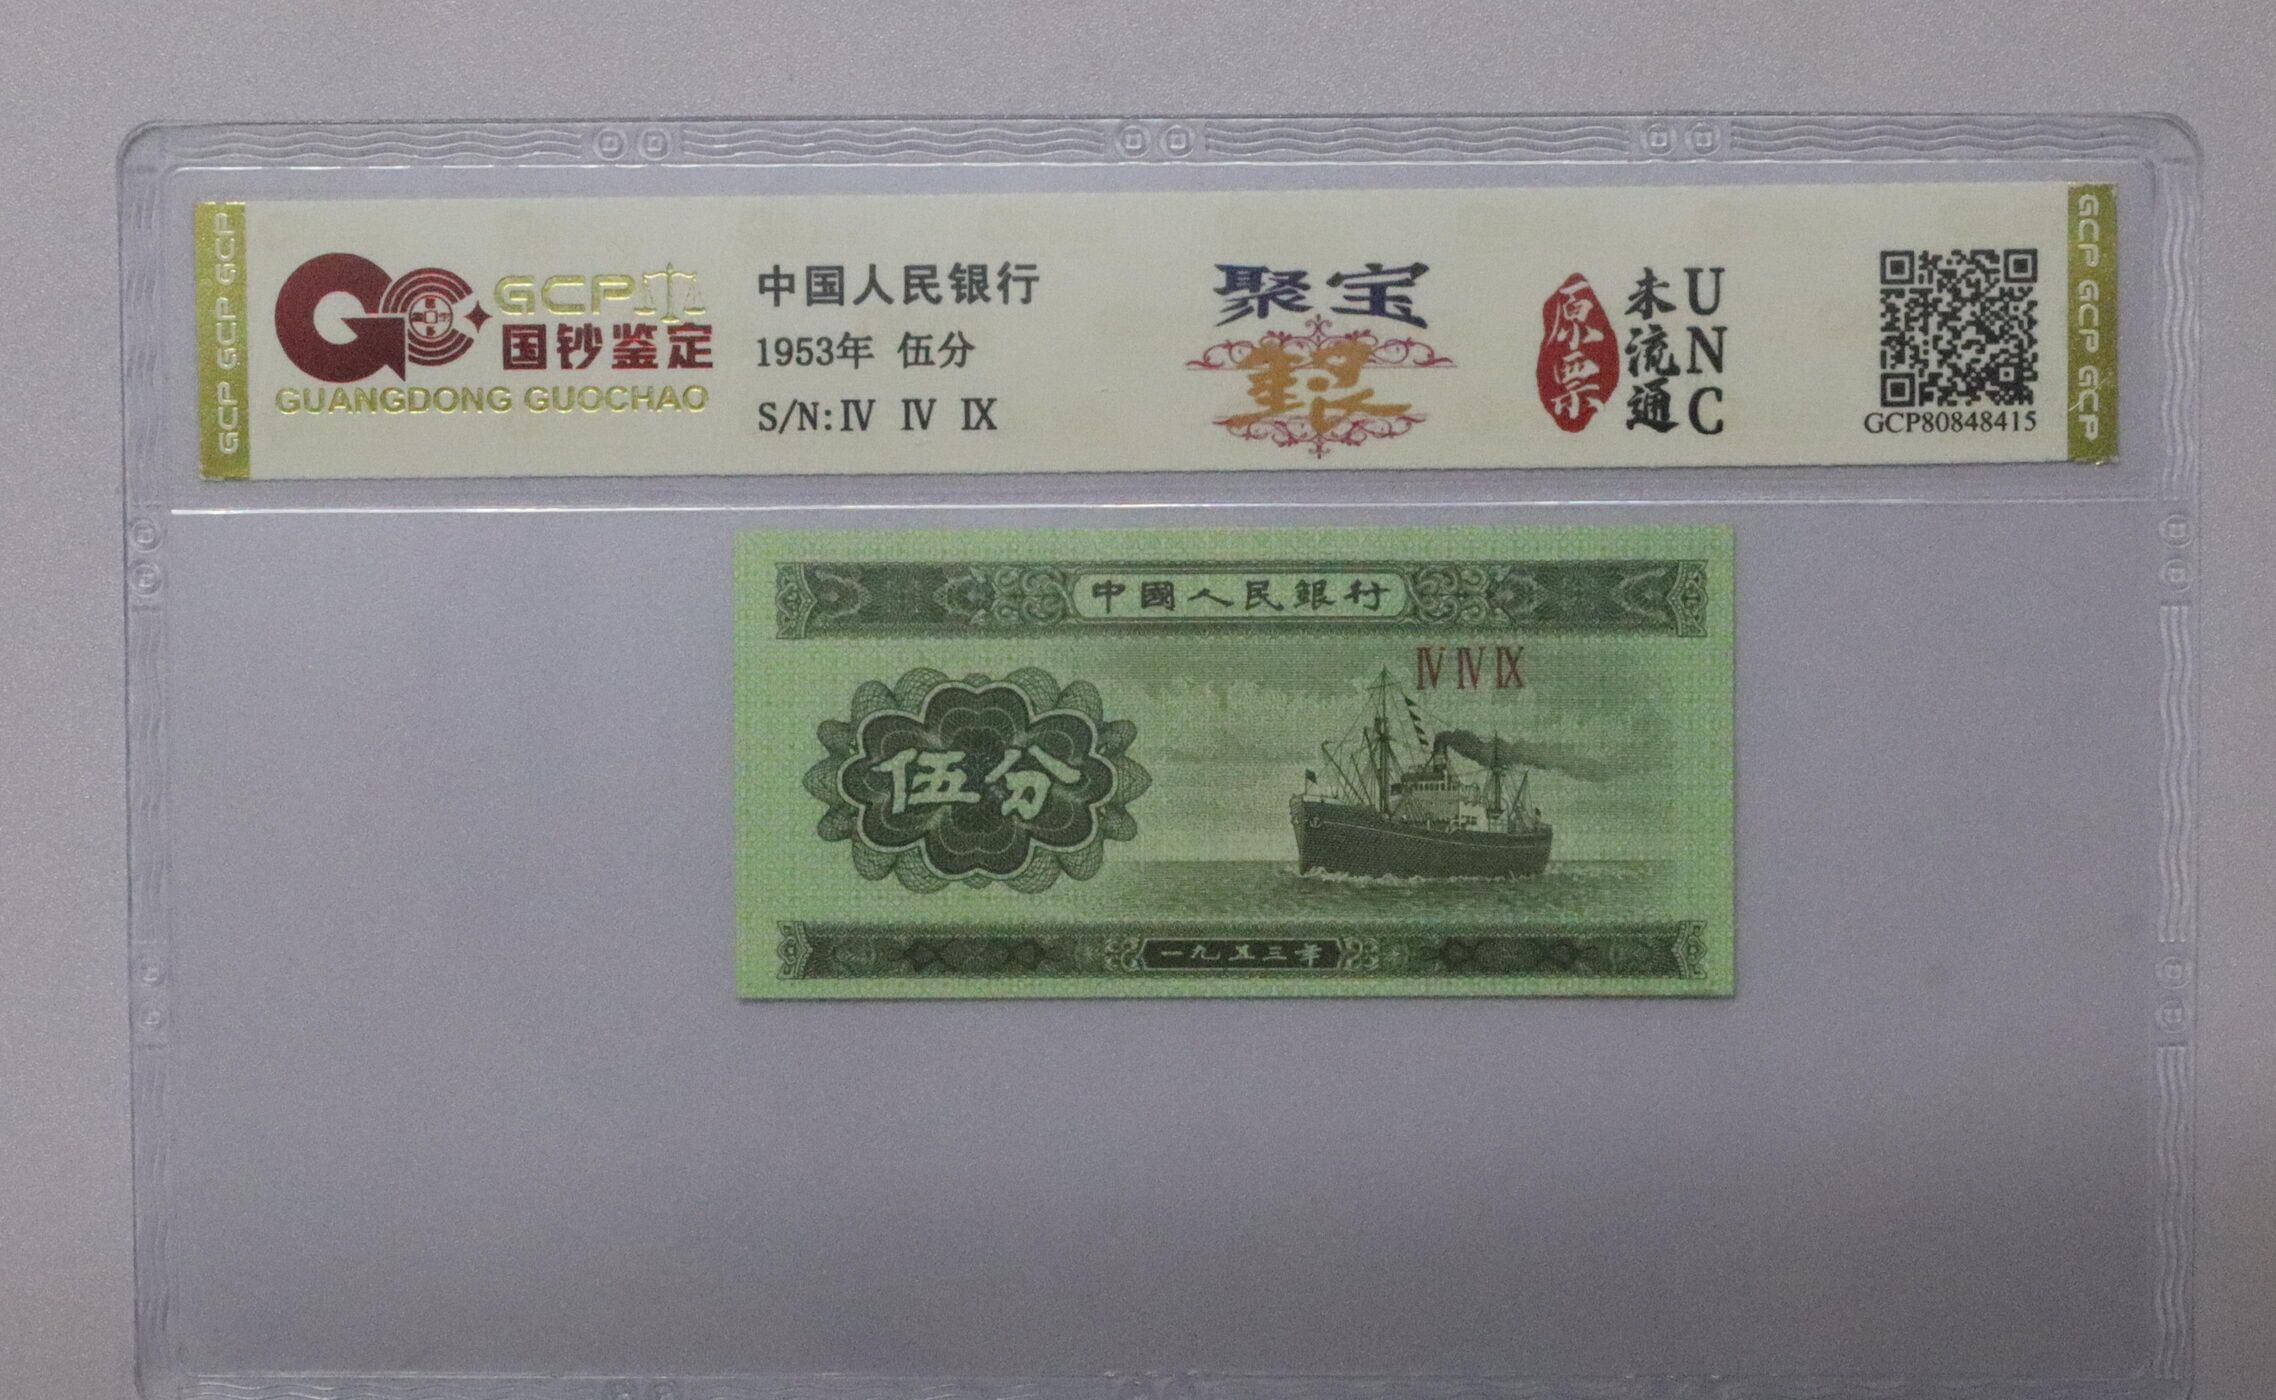 GCP GCP GCP
GCP
国钞鉴定
GUANGDONG GUOCHAO
中国人民银行
1953年 伍分
S/N: Ⅳ Ⅳ Ⅸ
聚宝
原票
未流通
UNC
GCP80848415
GCP GCP GCP
中國人民銀行
Ⅳ Ⅳ Ⅸ
伍分
一九五三年